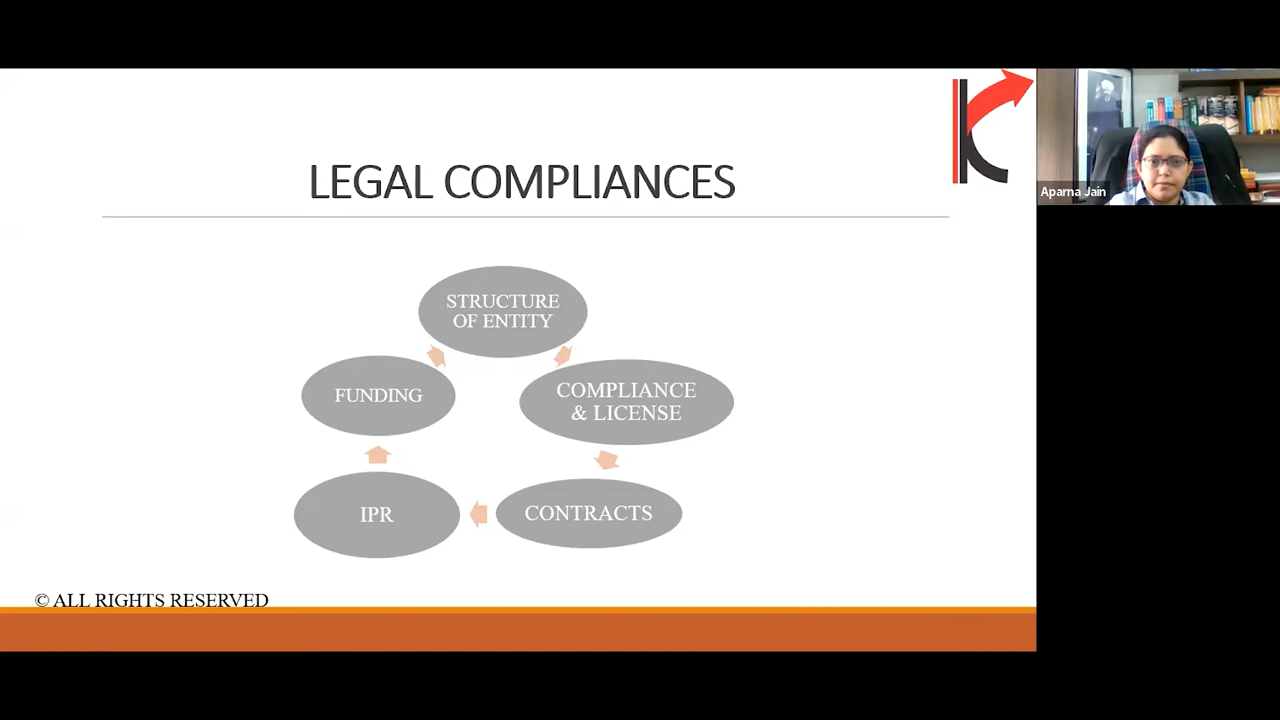 LEGAL COMPLIANCES
Aparna Jain
STRUCTURE
OF ENTITY
COMPLIANCE
& LICENSE
CONTRACTS
IPR
FUNDING
© ALL RIGHTS RESERVED